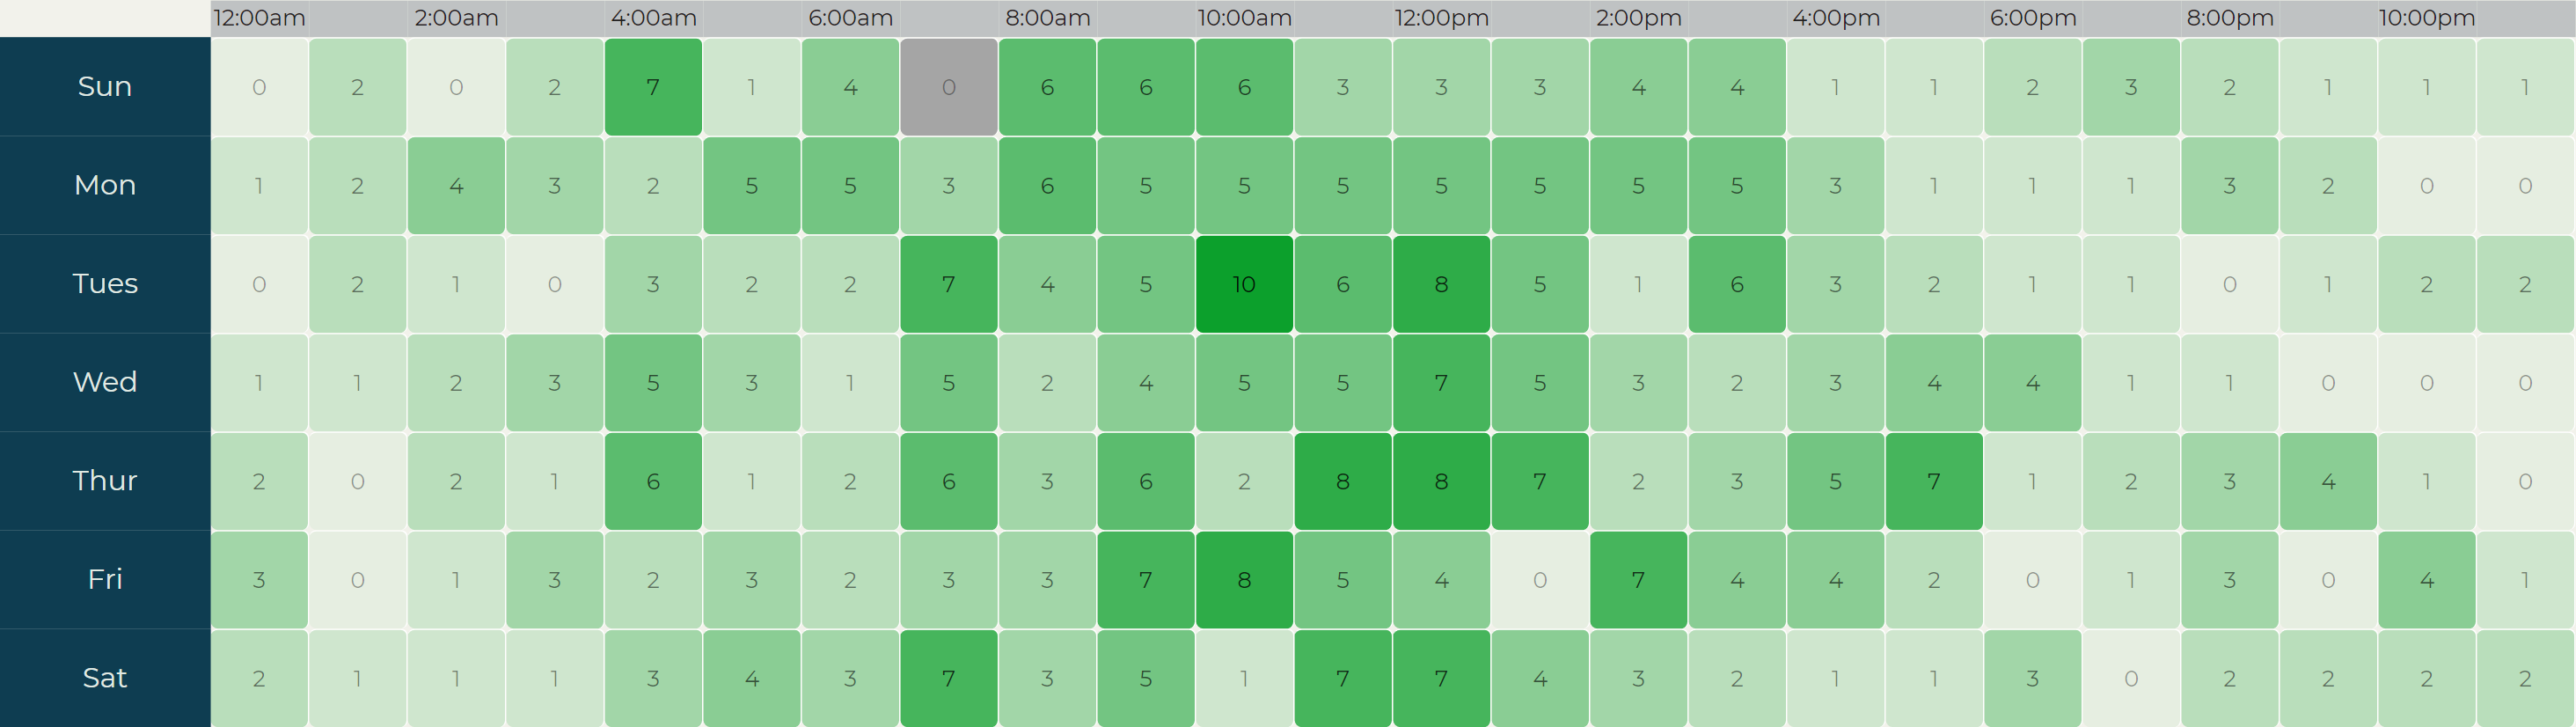 12:00am 2:00am 4:00am 6:00am 8:00am 10:00am 12:00pm 2:00pm 4:00pm 6:00pm 8:00pm 10:00pm
Sun 0 2 0 2 7 1 4 0 6 6 6 3 3 3 4 4 1 1 2 3 2 1 1 1
Mon 1 2 4 3 2 5 5 3 6 5 5 5 5 5 5 5 3 1 1 1 3 2 0 0
Tues 0 2 1 0 3 2 2 7 4 5 10 6 8 5 1 6 3 2 1 1 0 1 2 2
Wed 1 1 2 3 5 3 1 5 2 4 5 5 7 5 3 2 3 4 4 1 1 0 0 0
Thur 2 0 2 1 6 1 2 6 3 6 2 8 8 7 2 3 5 7 1 2 3 4 1 0
Fri 3 0 1 3 2 3 2 3 3 7 8 5 4 0 7 4 4 2 0 1 3 0 4 1
Sat 2 1 1 1 3 4 3 7 3 5 1 7 7 4 3 2 1 1 3 0 2 2 2 2